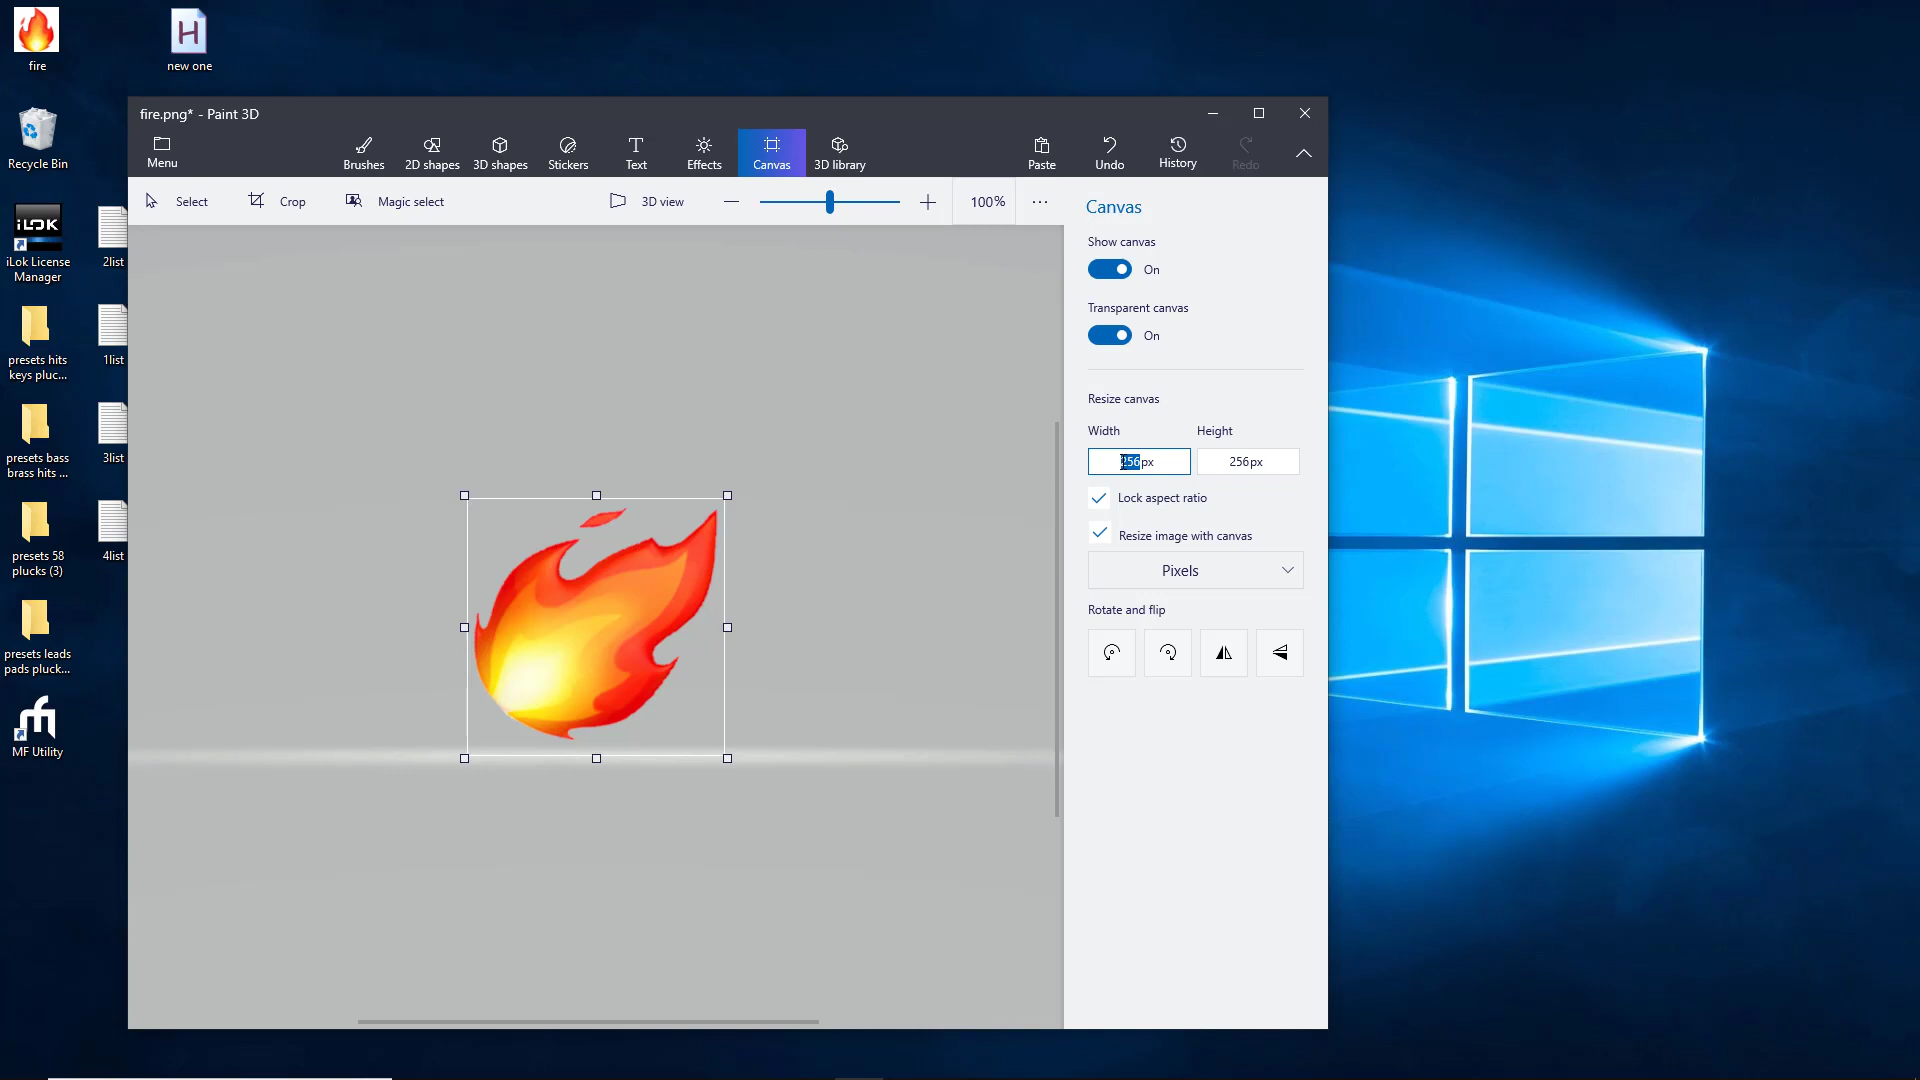 fire
new one
fire.png* - Paint 3D
Menu
Brushes
2D shapes
3D shapes
Stickers
Text
Effects
Canvas
3D library
Paste
Undo
History
Redo
Select
Crop
Magic select
3D view
100%
Canvas
Show canvas
On
Transparent canvas
On
Resize canvas
Width
Height
256px
256px
Lock aspect ratio
Resize image with canvas
Pixels
Rotate and flip
Recycle Bin
iLOK
iLok License
Manager
2list
presets hits
keys pluc...
1list
presets bass
brass hits ...
3list
presets 58
plucks (3)
4list
presets leads
pads pluck...
MF Utility